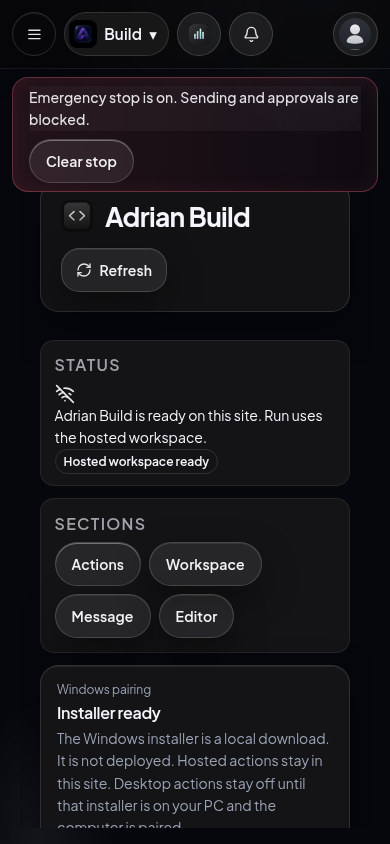 Build ▾
Emergency stop is on. Sending and approvals are
blocked.
Clear stop
Adrian Build
Refresh
STATUS
Adrian Build is ready on this site. Run uses
the hosted workspace.
Hosted workspace ready
SECTIONS
Actions
Workspace
Message
Editor
Windows pairing
Installer ready
The Windows installer is a local download.
It is not deployed. Hosted actions stay in
this site. Desktop actions stay off until
that installer is on your PC and the
computer is paired.